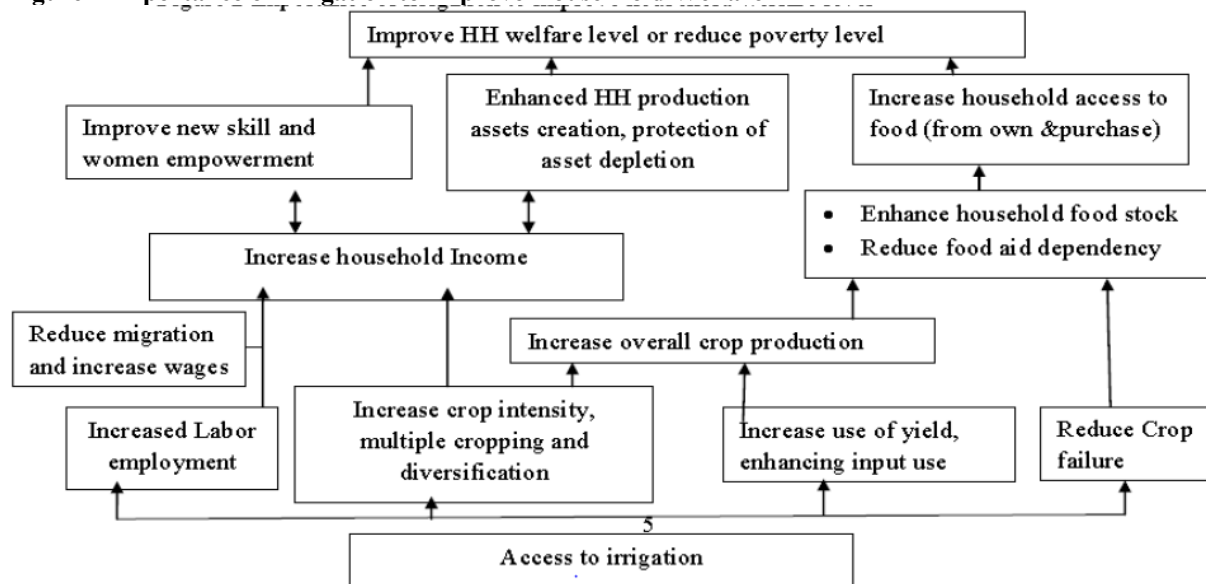 Improve HH welfare level or reduce poverty level
Improve new skill and
women empowerment
Enhanced HH production
assets creation, protection of
asset depletion
Increase household access to
food (from own &purchase)
• Enhance household food stock
• Reduce food aid dependency
Increase household Income
Reduce migration
and increase wages
Increase overall crop production
Increased Labor
employment
Increase crop intensity,
multiple cropping and
diversification
Increase use of yield,
enhancing input use
Reduce Crop
failure
5
Access to irrigation